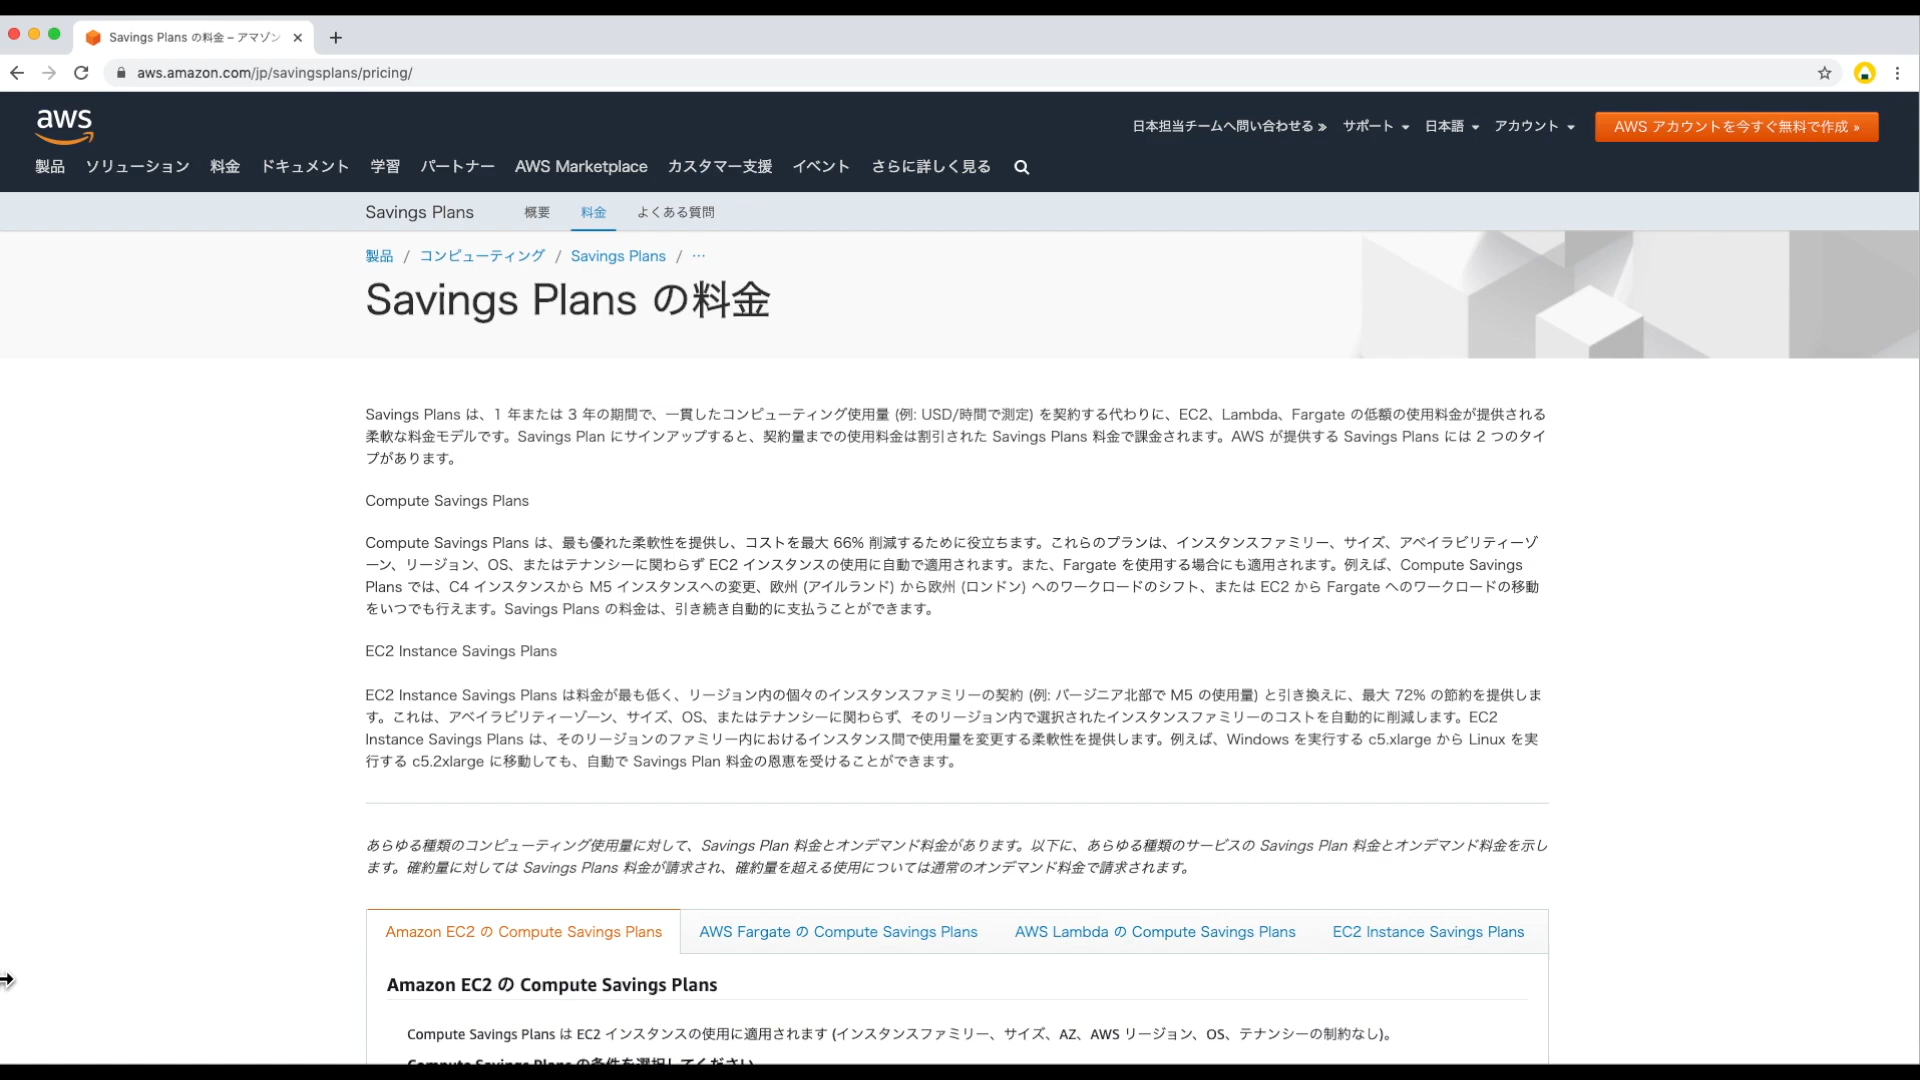 Savings Plans の料金 – アマゾン
aws.amazon.com/jp/savingsplans/pricing/
aws
日本担当チームへ問い合わせる » サポート 日本語 アカウント AWS アカウントを今すぐ無料で作成 »
製品 ソリューション 料金 ドキュメント 学習 パートナー AWS Marketplace カスタマー支援 イベント さらに詳しく見る
Savings Plans 概要 料金 よくある質問
製品 / コンピューティング / Savings Plans / ···
Savings Plans の料金
Savings Plans は、1 年または 3 年の期間で、一貫したコンピューティング使用量 (例: USD/時間で測定) を契約する代わりに、EC2、Lambda、Fargate の低額の使用料金が提供される
柔軟な料金モデルです。Savings Plan にサインアップすると、契約量までの使用料金は割引された Savings Plans 料金で課金されます。AWS が提供する Savings Plans には 2 つのタイ
プがあります。
Compute Savings Plans
Compute Savings Plans は、最も優れた柔軟性を提供し、コストを最大 66% 削減するために役立ちます。これらのプランは、インスタンスファミリー、サイズ、アベイラビリティーゾ
ーン、リージョン、OS、またはテナンシーに関わらず EC2 インスタンスの使用に自動で適用されます。また、Fargate を使用する場合にも適用されます。例えば、Compute Savings
Plans では、C4 インスタンスから M5 インスタンスへの変更、欧州 (アイルランド) から欧州 (ロンドン) へのワークロードのシフト、または EC2 から Fargate へのワークロードの移動
をいつでも行えます。Savings Plans の料金は、引き続き自動的に支払うことができます。
EC2 Instance Savings Plans
EC2 Instance Savings Plans は料金が最も低く、リージョン内の個々のインスタンスファミリーの契約 (例: バージニア北部で M5 の使用量) と引き換えに、最大 72% の節約を提供しま
す。これは、アベイラビリティーゾーン、サイズ、OS、またはテナンシーに関わらず、そのリージョン内で選択されたインスタンスファミリーのコストを自動的に削減します。EC2
Instance Savings Plans は、そのリージョンのファミリー内におけるインスタンス間で使用量を変更する柔軟性を提供します。例えば、Windows を実行する c5.xlarge から Linux を実
行する c5.2xlarge に移動しても、自動で Savings Plan 料金の恩恵を受けることができます。
あらゆる種類のコンピューティング使用量に対して、Savings Plan 料金とオンデマンド料金があります。以下に、あらゆる種類のサービスの Savings Plan 料金とオンデマンド料金を示し
ます。確約量に対しては Savings Plans 料金が請求され、確約量を超える使用については通常のオンデマンド料金で請求されます。
Amazon EC2 の Compute Savings Plans AWS Fargate の Compute Savings Plans AWS Lambda の Compute Savings Plans EC2 Instance Savings Plans
Amazon EC2 の Compute Savings Plans
Compute Savings Plans は EC2 インスタンスの使用に適用されます (インスタンスファミリー、サイズ、AZ、AWS リージョン、OS、テナンシーの制約なし)。
Compute Savings Plans の条件を選択してください